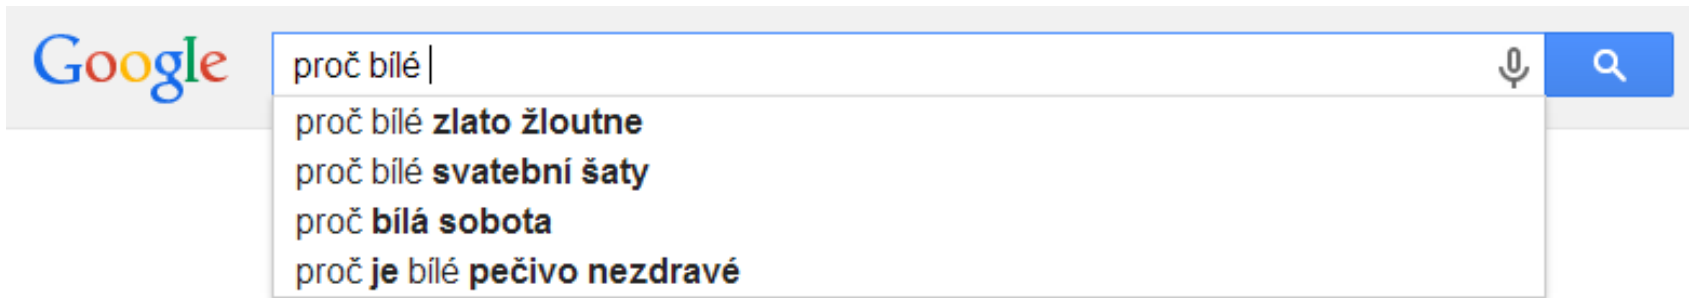 Google
proč bílé
proč bílé zlato žloutne
proč bílé svatební šaty
proč bílá sobota
proč je bílé pečivo nezdravé